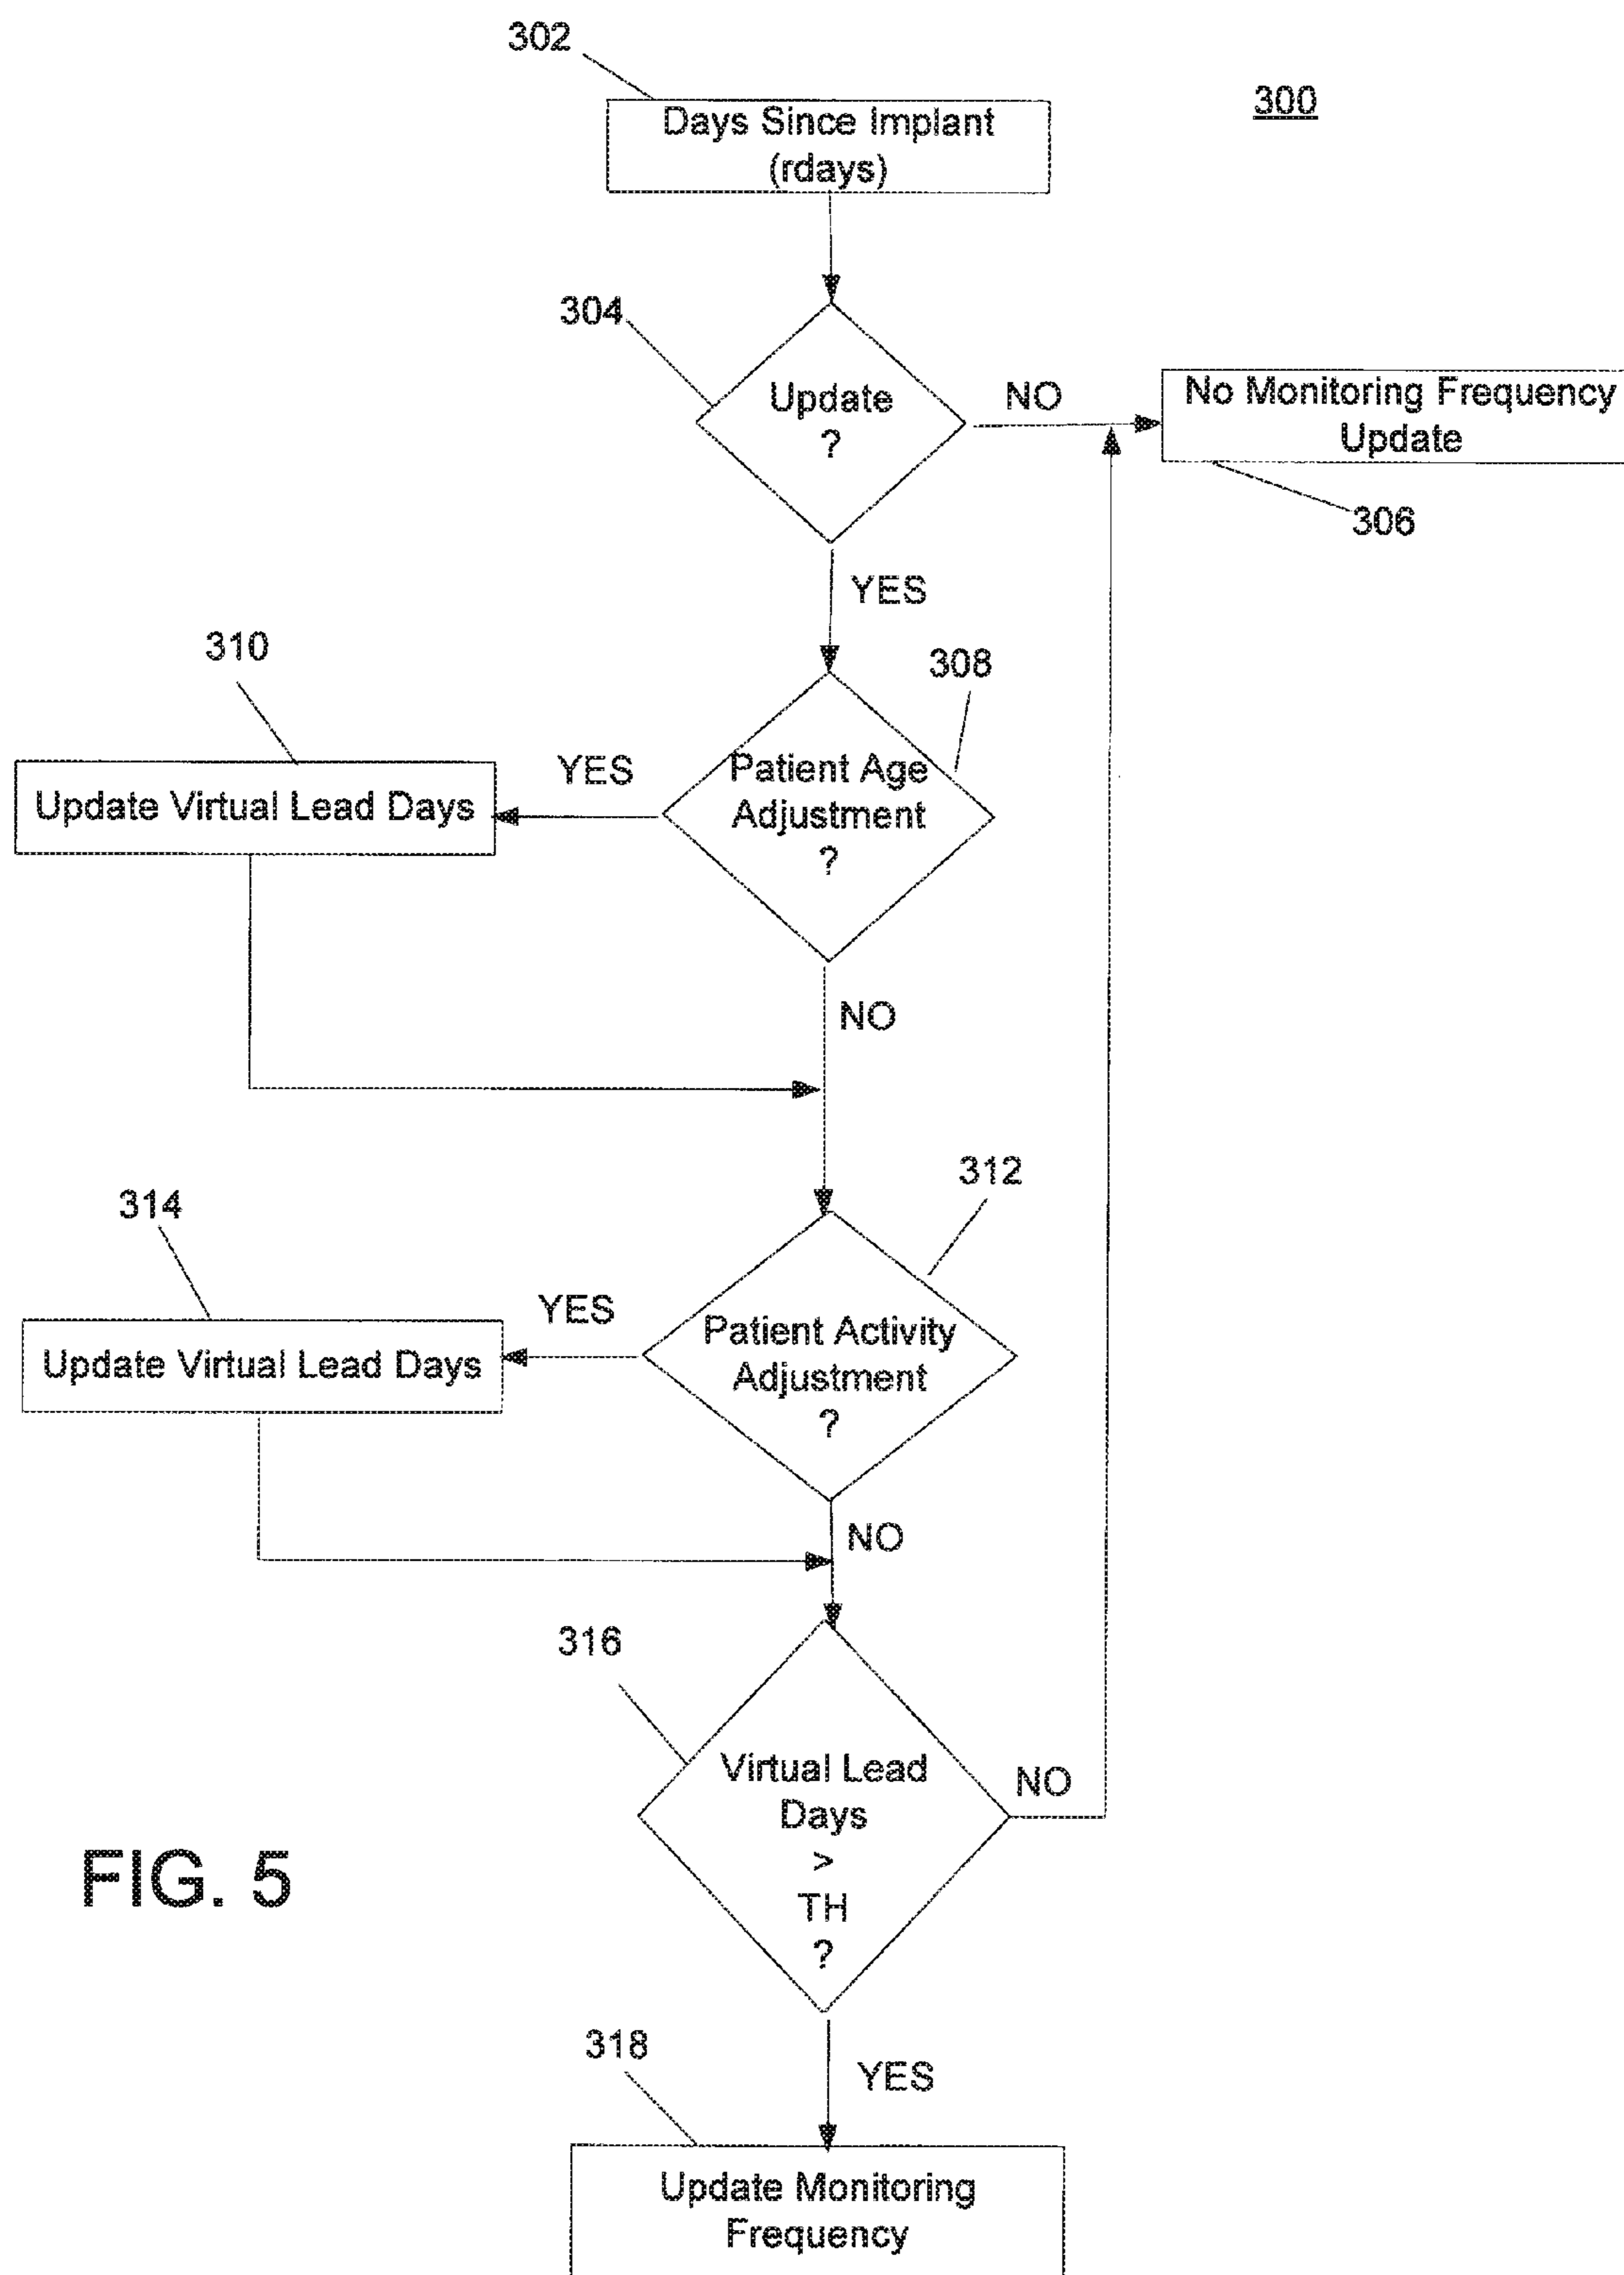 302
300
Days Since Implant
(rdays)
304
Update
?
NO
No Monitoring Frequency
Update
306
YES
310
308
YES
Patient Age
Adjustment
?
Update Virtual Lead Days
NO
312
314
YES
Patient Activity
Adjustment
?
Update Virtual Lead Days
NO
316
Virtual Lead
Days
>
TH
?
NO
FIG. 5
318
YES
Update Monitoring
Frequency